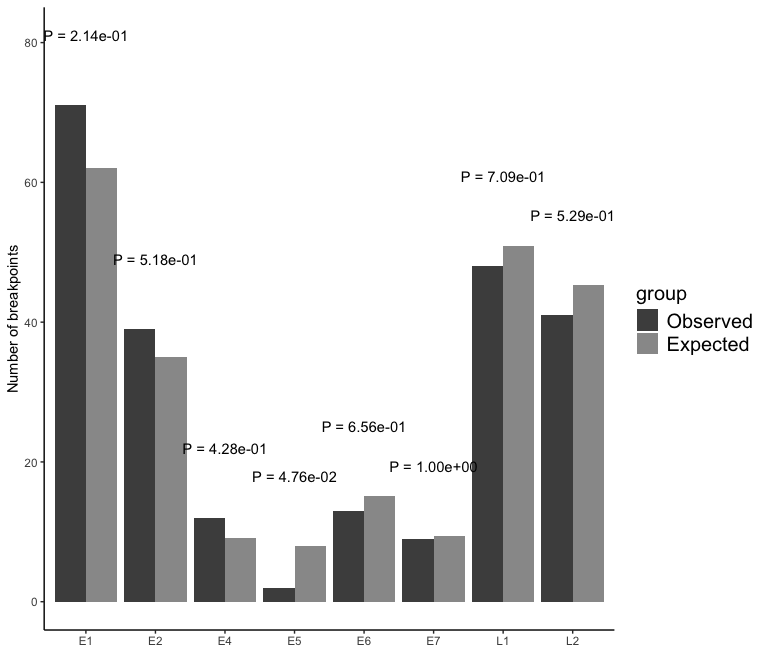 P = 2.14e-01
P = 5.18e-01
P = 4.28e-01
P = 4.76e-02
P = 6.56e-01
P = 1.00e+00
P = 7.09e-01
P = 5.29e-01
80
60
40
20
0
Number of breakpoints
E1 E2 E4 E5 E6 E7 L1 L2
group
Observed
Expected